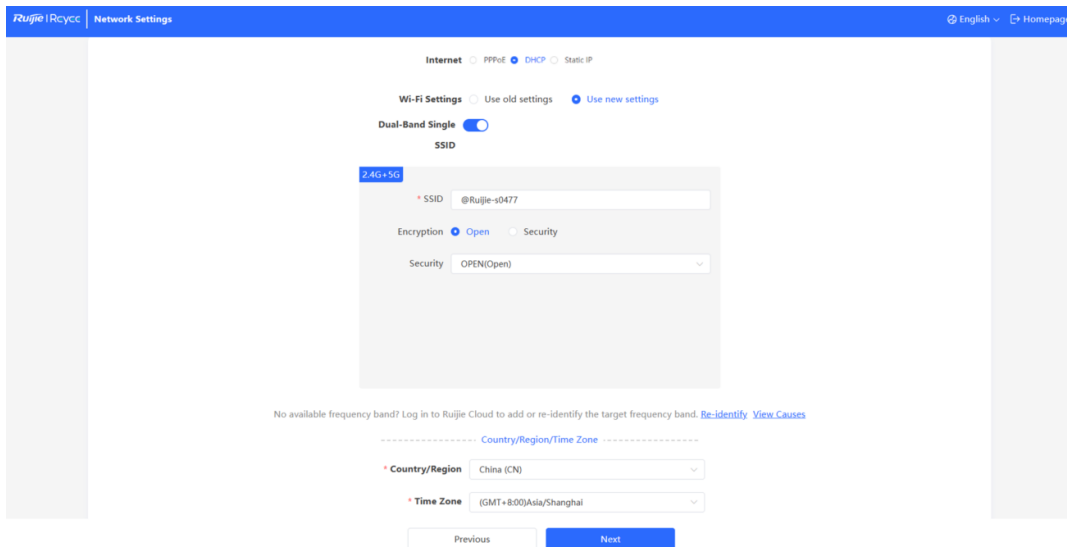 Ruijie | Rcycc Network Settings English Homepage
Internet PPPoE DHCP Static IP
Wi-Fi Settings Use old settings Use new settings
Dual-Band Single
SSID
2.4G+5G
* SSID @Ruijie-s0477
Encryption Open Security
Security OPEN(Open)
No available frequency band? Log in to Ruijie Cloud to add or re-identify the target frequency band. Re-identify View Causes
Country/Region/Time Zone
* Country/Region China (CN)
* Time Zone (GMT+8:00)Asia/Shanghai
Previous Next